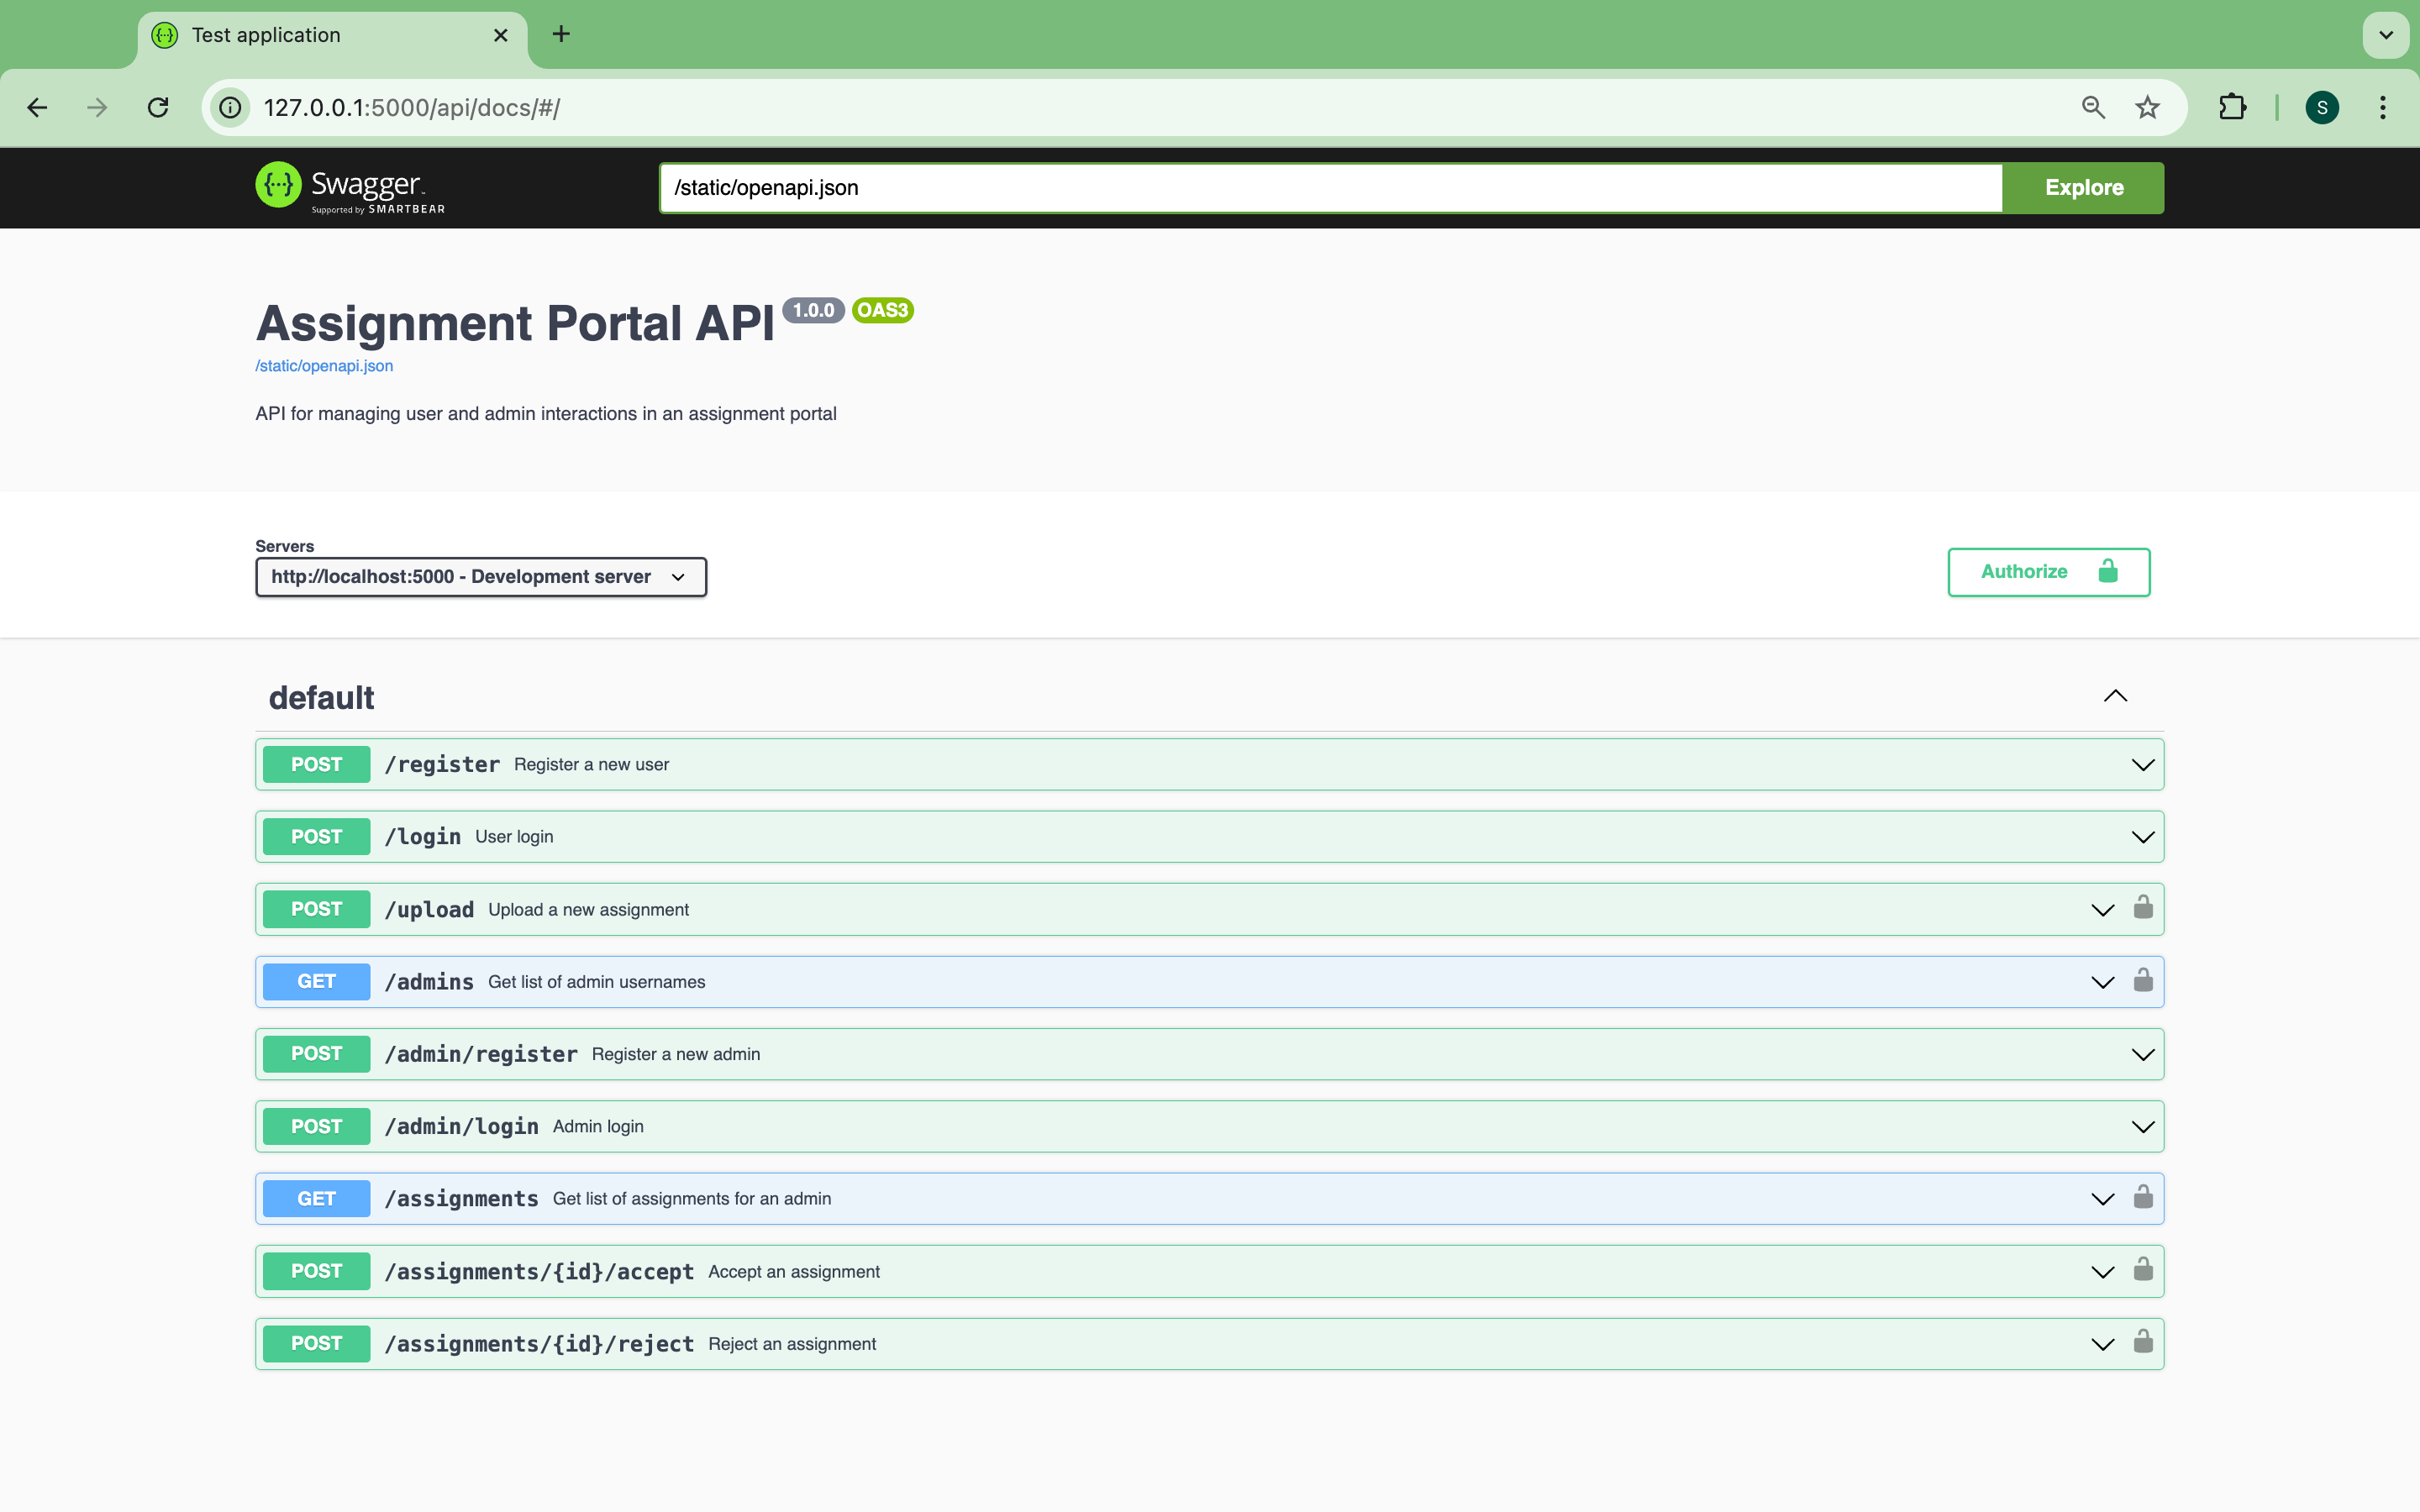 Test application
127.0.0.1:5000/api/docs/#/
S
Swagger
Supported by SMARTBEAR
/static/openapi.json
Explore
Assignment Portal API 1.0.0 OAS3
/static/openapi.json
API for managing user and admin interactions in an assignment portal
Servers
http://localhost:5000 - Development server
Authorize
default
POST /register Register a new user
POST /login User login
POST /upload Upload a new assignment
GET /admins Get list of admin usernames
POST /admin/register Register a new admin
POST /admin/login Admin login
GET /assignments Get list of assignments for an admin
POST /assignments/{id}/accept Accept an assignment
POST /assignments/{id}/reject Reject an assignment